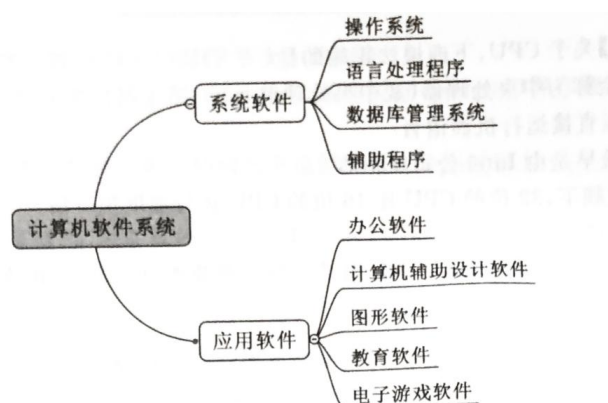 计算机软件系统
系统软件
操作系统
语言处理程序
数据库管理系统
辅助程序
应用软件
办公软件
计算机辅助设计软件
图形软件
教育软件
电子游戏软件